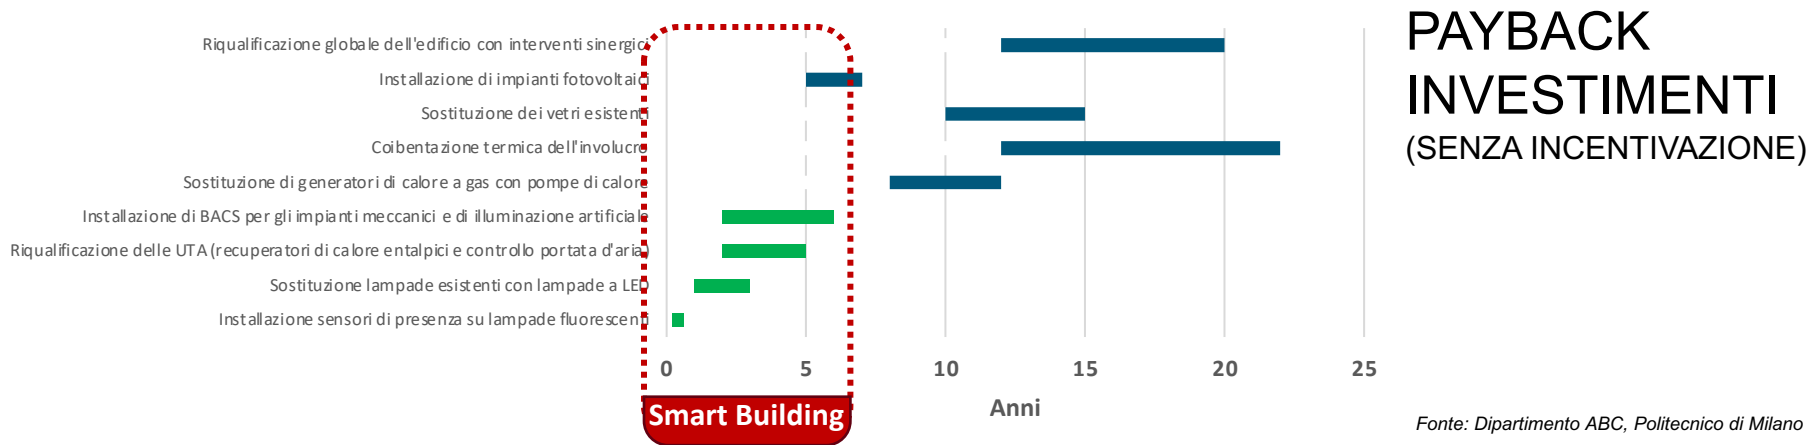 PAYBACK
INVESTIMENTI
(SENZA INCENTIVAZIONE)
Riqualificazione globale dell'edificio con interventi sinergici
Installazione di impianti fotovoltaici
Sostituzione dei vetri esistenti
Coibentazione termica dell'involucro
Sostituzione di generatori di calore a gas con pompe di calore
Installazione di BACS per gli impianti meccanici e di illuminazione artificiale
Riqualificazione delle UTA (recuperatori di calore entalpici e controllo portata d'aria)
Sostituzione lampade esistenti con lampade a LED
Installazione sensori di presenza su lampade fluorescenti
0 5 10 15 20 25
Anni
Smart Building
Fonte: Dipartimento ABC, Politecnico di Milano